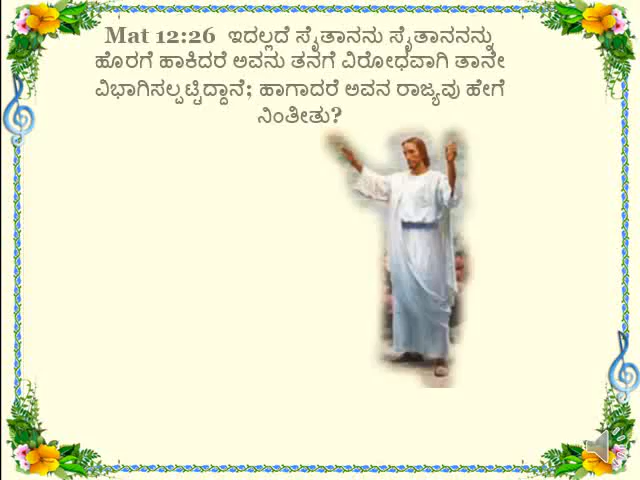 Mat 12:26 ಇದಲ್ಲದೆ ಸೈತಾನನು ಸೈತಾನನನ್ನು
ಹೊರಗೆ ಹಾಕಿದರೆ ಅವನು ತನಗೆ ವಿರೋಧವಾಗಿ ತಾನೇ
ವಿಭಾಗಿಸಲ್ಪಟ್ಟಿದ್ದಾನೆ; ಹಾಗಾದರೆ ಅವನ ರಾಜ್ಯವು ಹೇಗೆ
ನಿಂತೀತು?